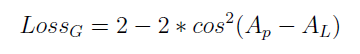 Loss_G = 2 − 2 * cos²(A_p − A_L)